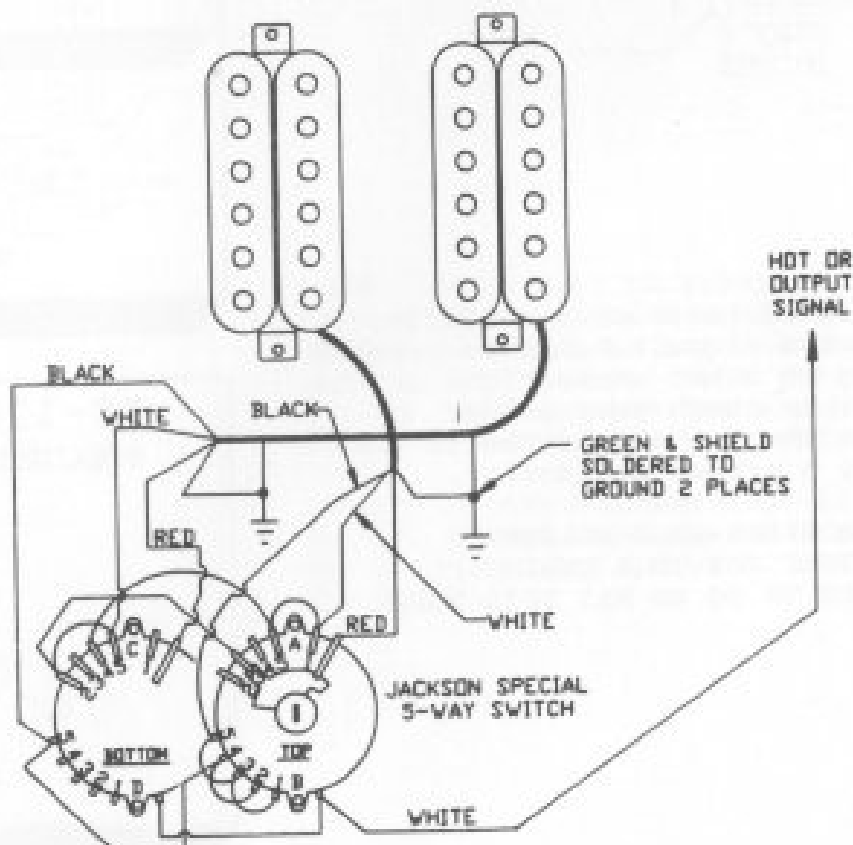 HOT OR
OUTPUT
SIGNAL
BLACK
WHITE
BLACK
GREEN & SHIELD
SOLDERED TO
GROUND 2 PLACES
RED
WHITE
RED
JACKSON SPECIAL
5-WAY SWITCH
C
A
BOTTOM
TOP
D
B
WHITE